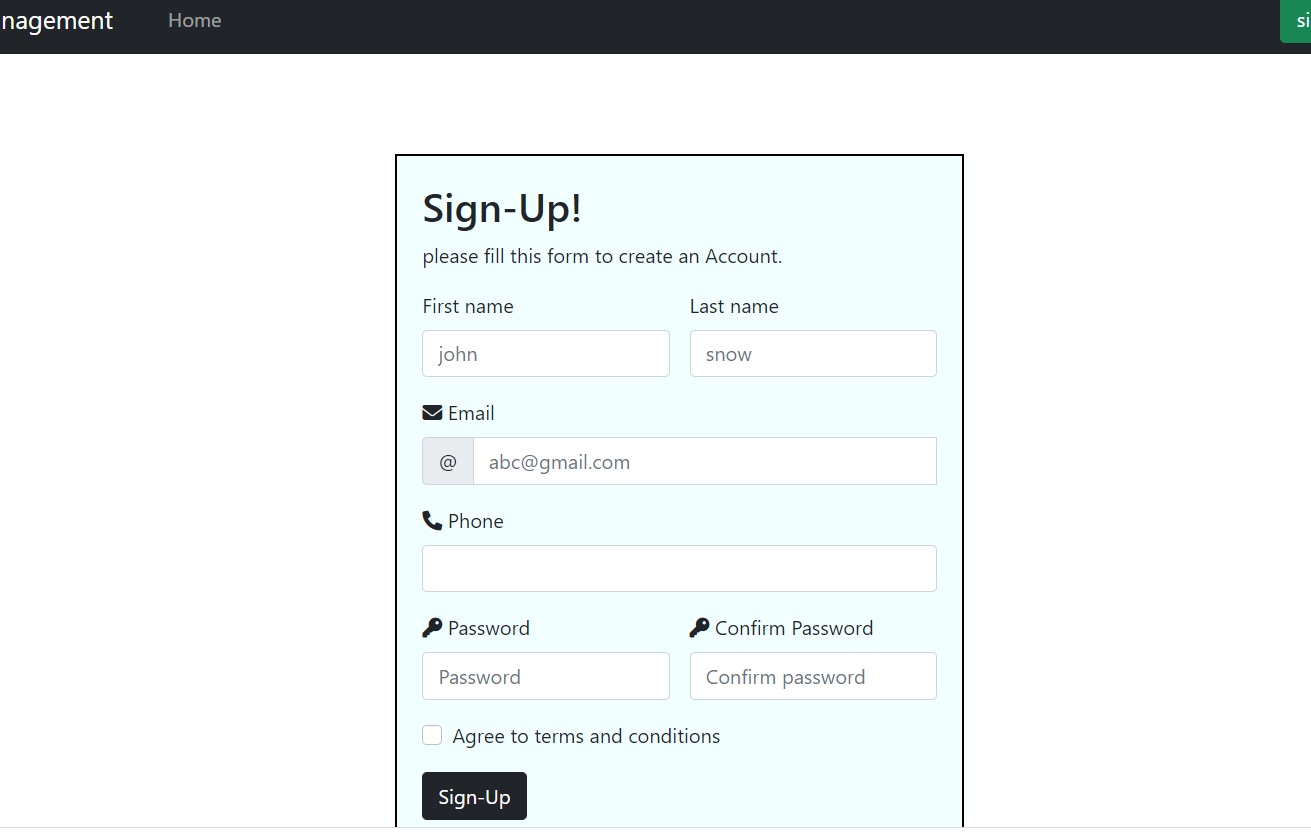 nagement Home si
Sign-Up!
please fill this form to create an Account.
First name Last name
john snow
Email
@ abc@gmail.com
Phone
Password Confirm Password
Password Confirm password
Agree to terms and conditions
Sign-Up